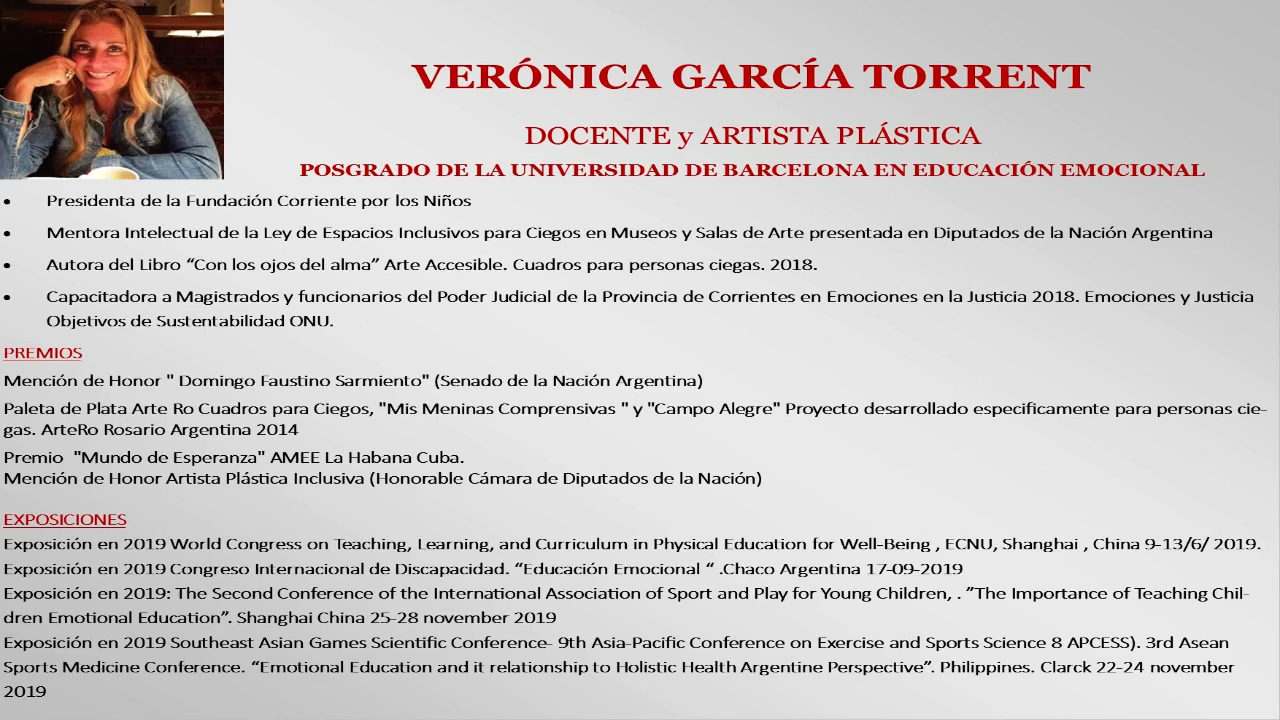 VERÓNICA GARCÍA TORRENT
DOCENTE y ARTISTA PLÁSTICA
POSGRADO DE LA UNIVERSIDAD DE BARCELONA EN EDUCACIÓN EMOCIONAL
• Presidenta de la Fundación Corriente por los Niños
• Mentora Intelectual de la Ley de Espacios Inclusivos para Ciegos en Museos y Salas de Arte presentada en Diputados de la Nación Argentina
• Autora del Libro “Con los ojos del alma” Arte Accesible. Cuadros para personas ciegas. 2018.
• Capacitadora a Magistrados y funcionarios del Poder Judicial de la Provincia de Corrientes en Emociones en la Justicia 2018. Emociones y Justicia
Objetivos de Sustentabilidad ONU.
PREMIOS
Mención de Honor " Domingo Faustino Sarmiento" (Senado de la Nación Argentina)
Paleta de Plata Arte Ro Cuadros para Ciegos, "Mis Meninas Comprensivas " y "Campo Alegre" Proyecto desarrollado especificamente para personas cie-
gas. ArteRo Rosario Argentina 2014
Premio "Mundo de Esperanza" AMEE La Habana Cuba.
Mención de Honor Artista Plástica Inclusiva (Honorable Cámara de Diputados de la Nación)
EXPOSICIONES
Exposición en 2019 World Congress on Teaching, Learning, and Curriculum in Physical Education for Well-Being , ECNU, Shanghai , China 9-13/6/ 2019.
Exposición en 2019 Congreso Internacional de Discapacidad. “Educación Emocional “ .Chaco Argentina 17-09-2019
Exposición en 2019: The Second Conference of the International Association of Sport and Play for Young Children, . ”The Importance of Teaching Chil-
dren Emotional Education”. Shanghai China 25-28 november 2019
Exposición en 2019 Southeast Asian Games Scientific Conference- 9th Asia-Pacific Conference on Exercise and Sports Science 8 APCESS). 3rd Asean
Sports Medicine Conference. “Emotional Education and it relationship to Holistic Health Argentine Perspective”. Philippines. Clarck 22-24 november
2019